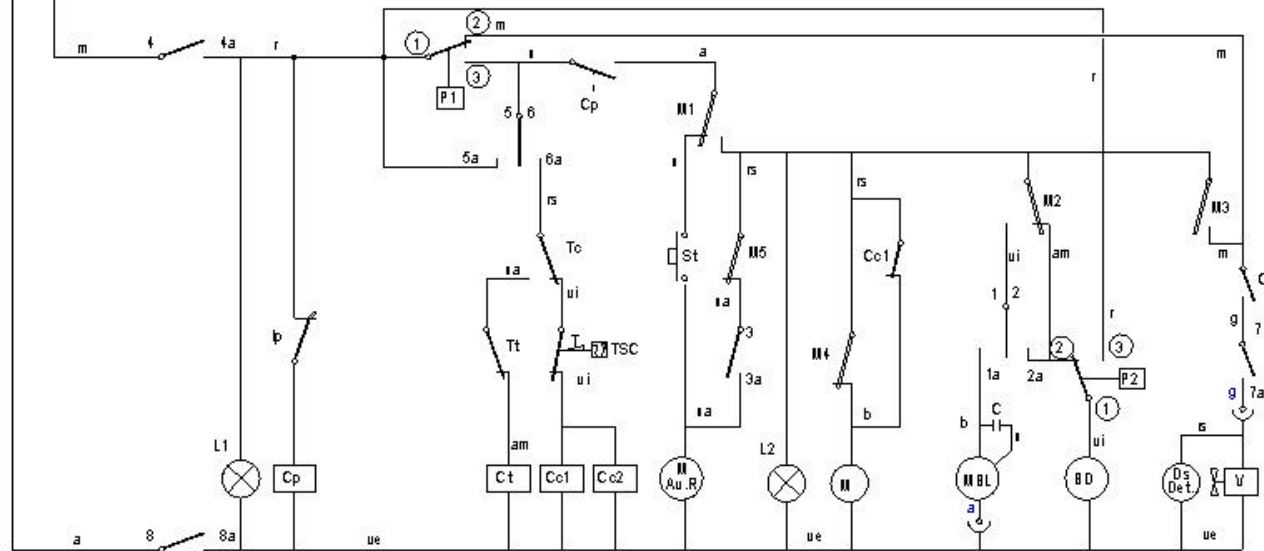 2 m
4 4a r 1 m
m a m
3
P1 Cp r
5 6 M1
5a 6a
rs rs rs M2 M3
m
Tc St M5 Cc1 ui am
ui 1 2 g 7
r
lp Tt TSC 3 M4 2 3
ui 3a 1a 2a P2 g 7a
1
b b C rs
L1 am L2 ui
Cp Ct Cc1 Cc2 M Au.R M MBL BD Ds Det. V
a
a 8 8a ue ue ue